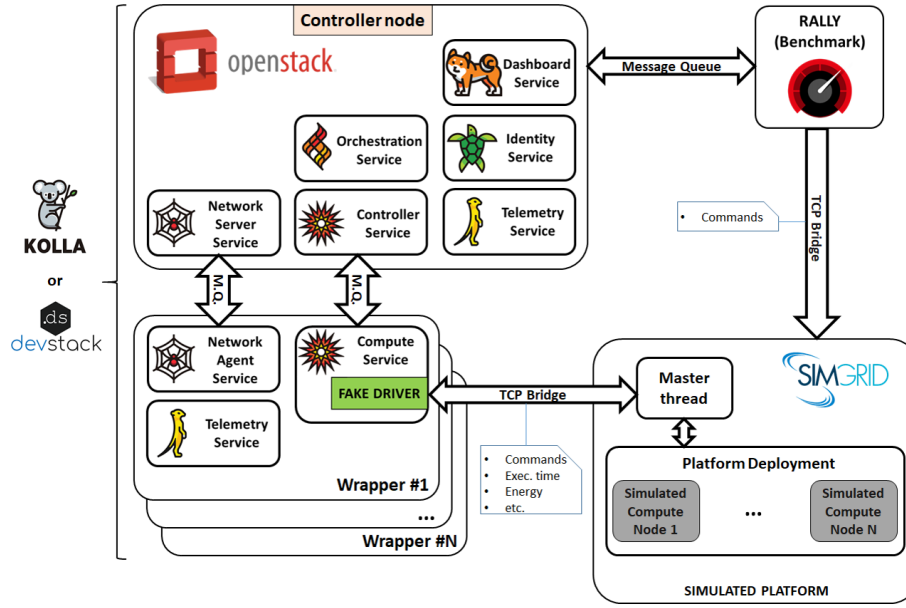 Controller node
openstack
Dashboard
Service
Orchestration
Service
Identity
Service
Network
Server
Service
Controller
Service
Telemetry
Service
Message Queue
RALLY
(Benchmark)
TCP Bridge
• Commands
KOLLA
or
.ds
devstack
M.Q.
M.Q.
Network
Agent
Service
Compute
Service
FAKE DRIVER
Telemetry
Service
Wrapper #1
...
Wrapper #N
TCP Bridge
• Commands
• Exec. time
• Energy
• etc.
SIMGRID
Master
thread
Platform Deployment
Simulated
Compute
Node 1
...
Simulated
Compute
Node N
SIMULATED PLATFORM